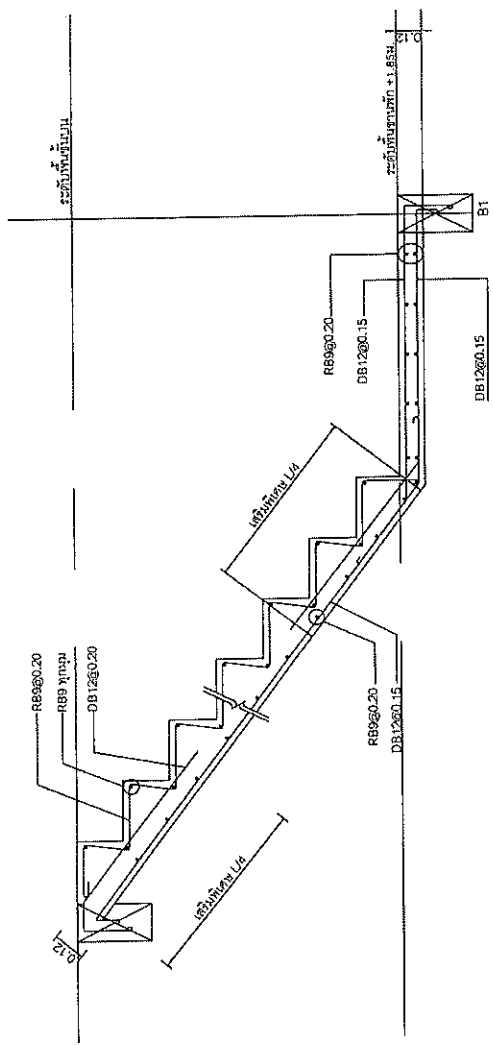 ระดับพื้นชั้นบน
0.12
ระดับพื้นชานพัก +1.85ม.
RB9@0.20
RB9 ทุกมุม
DB12@0.20
RB9@0.20
DB12@0.15
เสริมพิเศษ L/4
B1
DB12@0.15
RB9@0.20
DB12@0.15
เสริมพิเศษ L/4
0.12